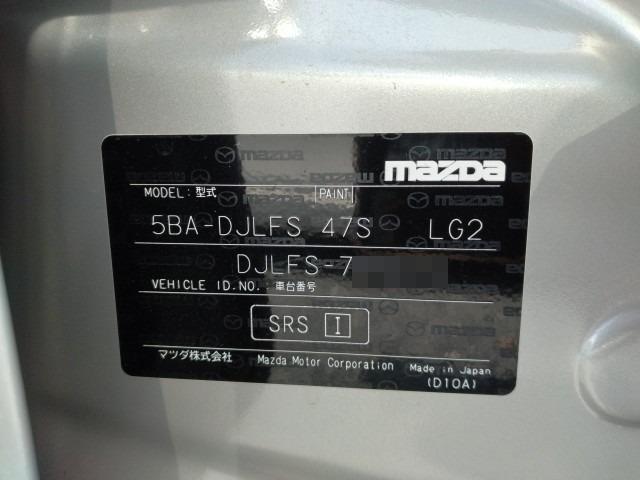 mazda
MODEL: 型式 PAINT
5BA-DJLFS 47S LG2
DJLFS-7
VEHICLE ID.NO.: 車台番号
SRS I
マツダ株式会社 Mazda Motor Corporation Made in Japan
(D10A)